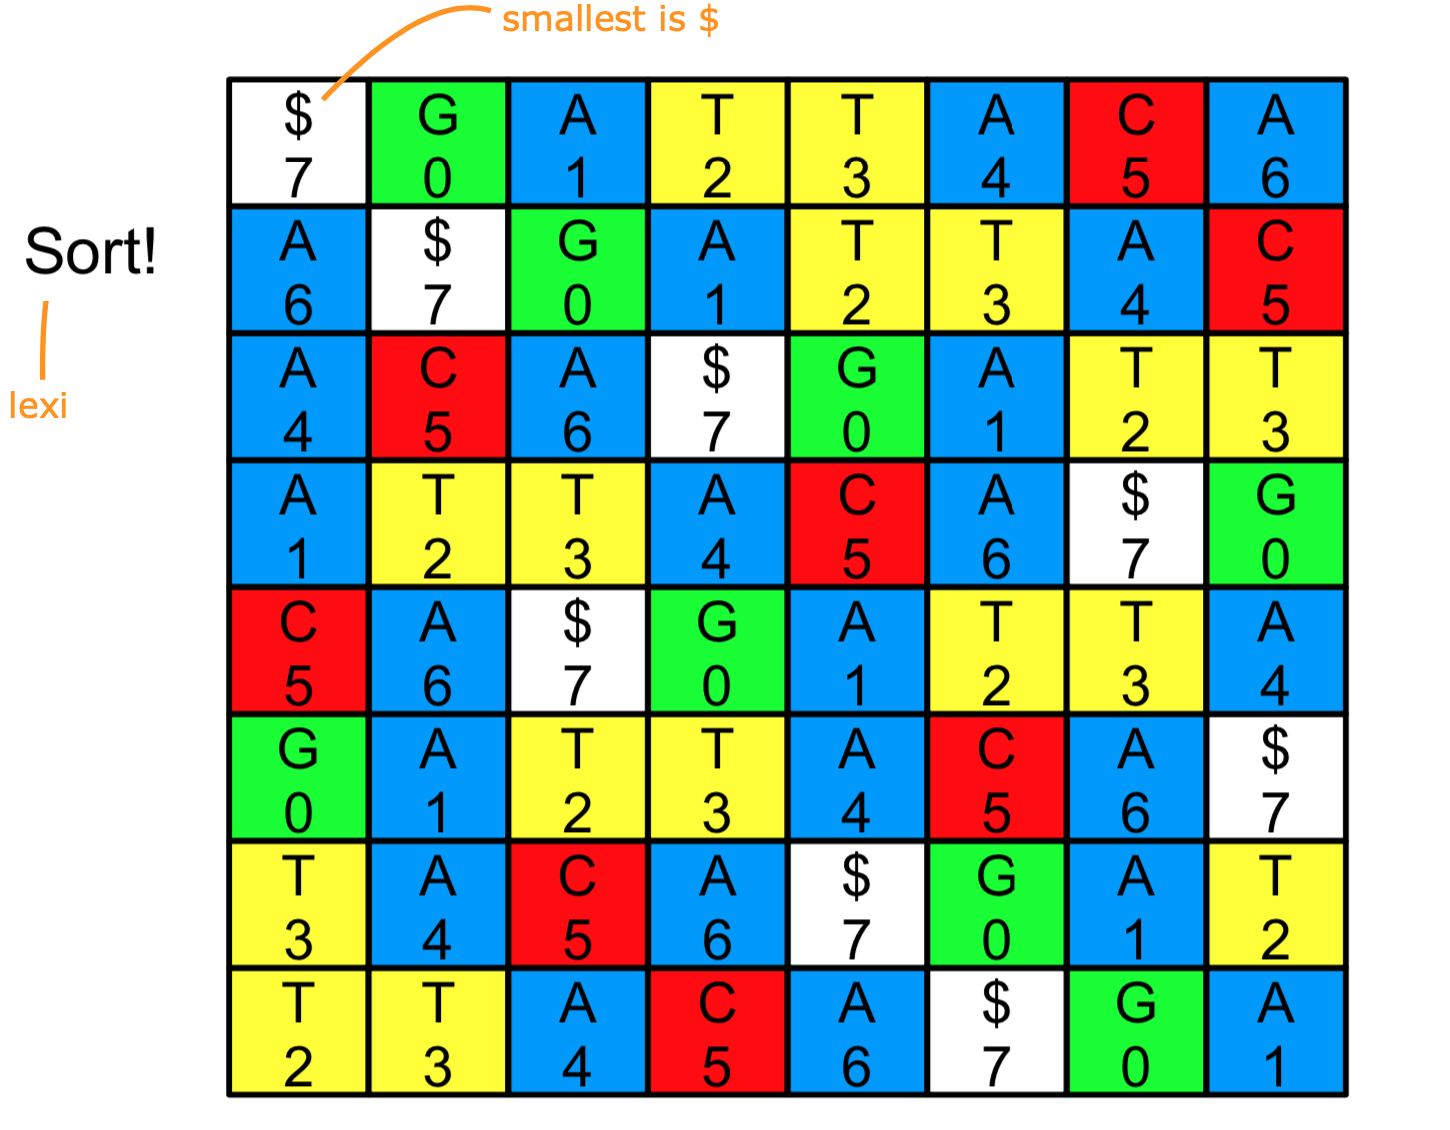 smallest is $
$ G A T T A C A
7 0 1 2 3 4 5 6
A $ G A T T A C
6 7 0 1 2 3 4 5
Sort!
A C A $ G A T T
4 5 6 7 0 1 2 3
lexi
A T T A C A $ G
1 2 3 4 5 6 7 0
C A $ G A T T A
5 6 7 0 1 2 3 4
G A T T A C A $
0 1 2 3 4 5 6 7
T A C A $ G A T
3 4 5 6 7 0 1 2
T T A C A $ G A
2 3 4 5 6 7 0 1